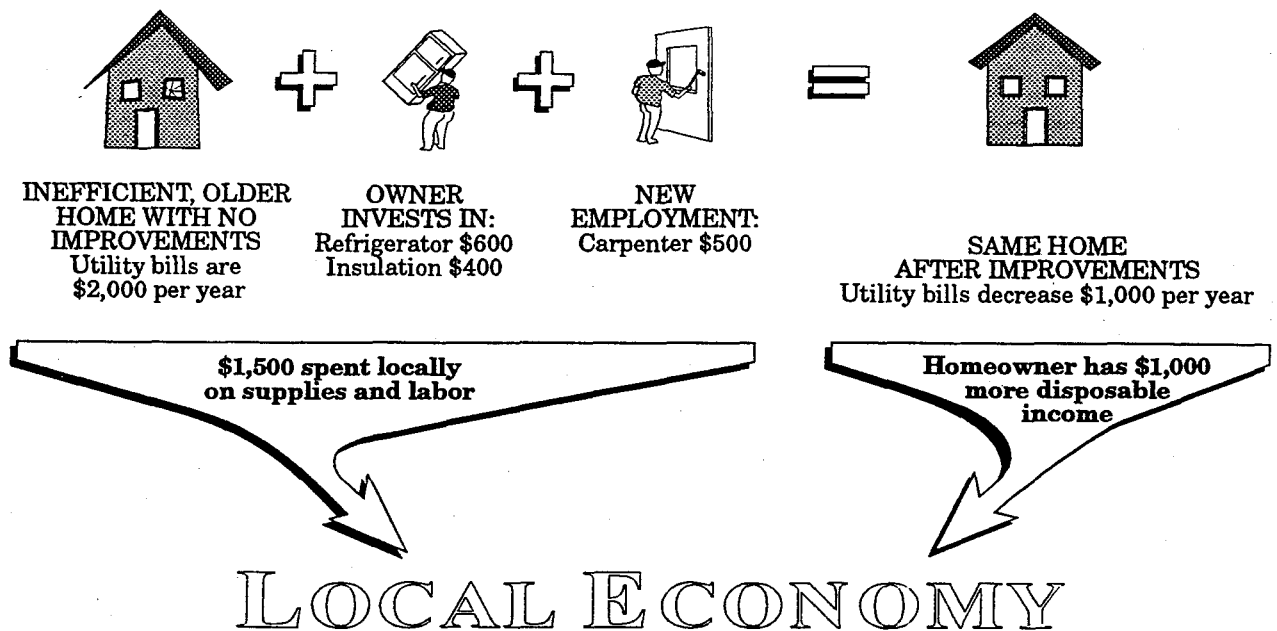 INEFFICIENT, OLDER
HOME WITH NO
IMPROVEMENTS
Utility bills are
$2,000 per year
OWNER
INVESTS IN:
Refrigerator $600
Insulation $400
NEW
EMPLOYMENT:
Carpenter $500
SAME HOME
AFTER IMPROVEMENTS
Utility bills decrease $1,000 per year
$1,500 spent locally
on supplies and labor
Homeowner has $1,000
more disposable
income
LOCAL ECONOMY